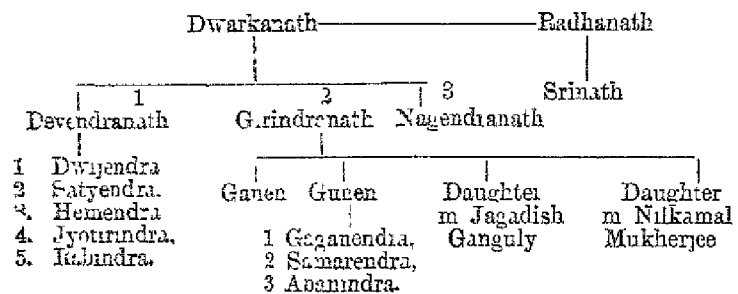 Dwarkanath Radhanath
1 2 3 Srinath
Devendranath Girindranath Nagendranath
1 Dwijendra
2 Satyendra.
3. Hemendra
4. Jyotirindra,
5. Rabindra.
Ganen Gunen Daughter Daughter
m Jagadish m Nilkamal
Ganguly Mukherjee
1 Gaganendra,
2 Samarendra,
3 Abanindra.